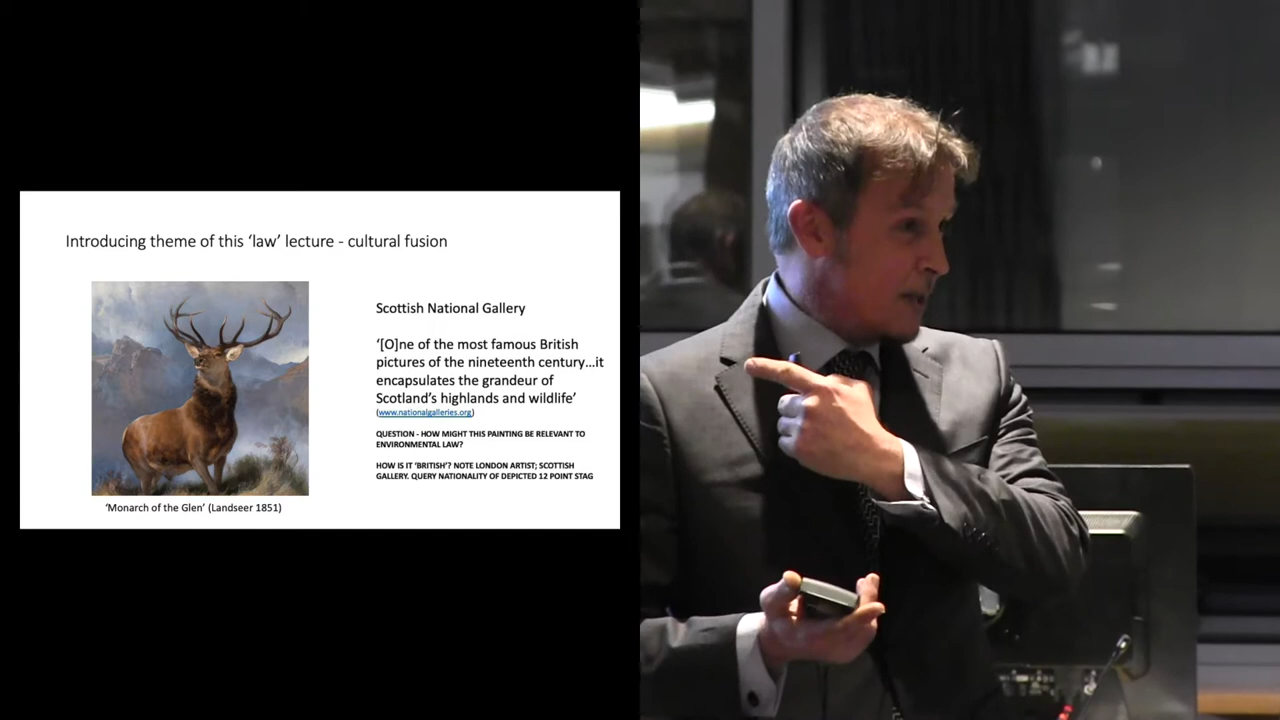 Introducing theme of this ‘law’ lecture - cultural fusion
Scottish National Gallery
‘[O]ne of the most famous British
pictures of the nineteenth century…it
encapsulates the grandeur of
Scotland’s highlands and wildlife’
(www.nationalgalleries.org)
QUESTION - HOW MIGHT THIS PAINTING BE RELEVANT TO
ENVIRONMENTAL LAW?
HOW IS IT ‘BRITISH’? NOTE LONDON ARTIST; SCOTTISH
GALLERY. QUERY NATIONALITY OF DEPICTED 12 POINT STAG
‘Monarch of the Glen’ (Landseer 1851)